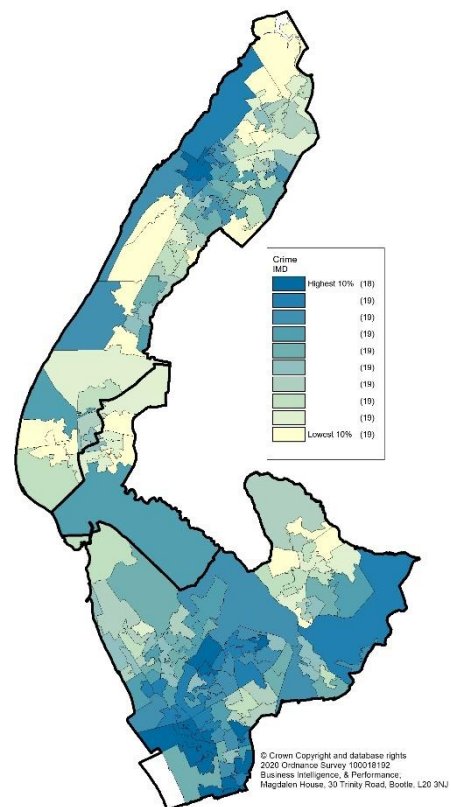 Crime
IMD
Highest 10% (18)
(19)
(19)
(19)
(19)
(19)
(19)
(19)
(19)
Lowest 10% (19)
© Crown Copyright and database rights
2020 Ordnance Survey 100018192
Business Intelligence, & Performance,
Magdalen House, 30 Trinity Road, Bootle. L20 3NJ